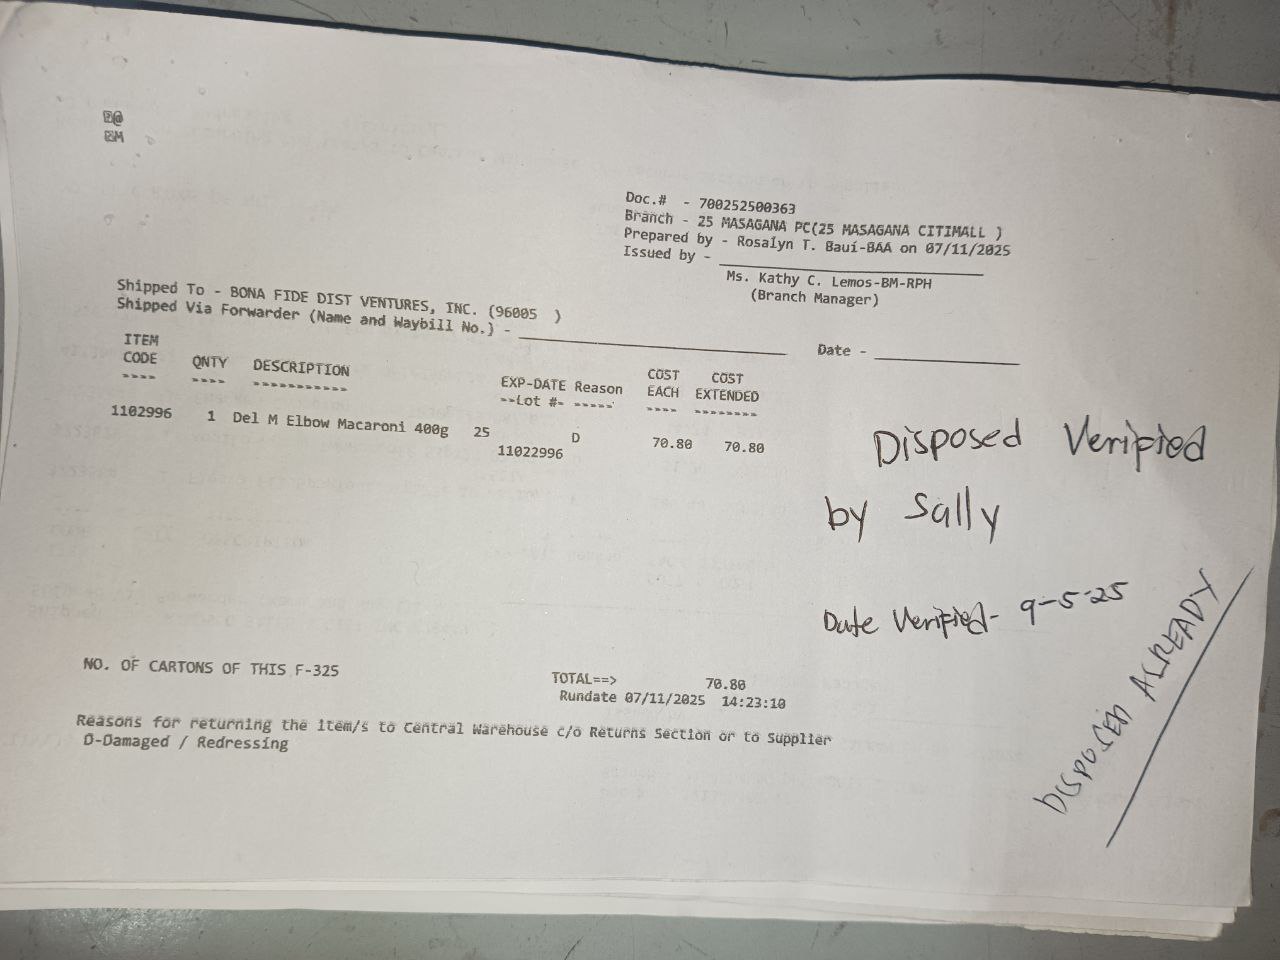 @
M
Doc.# - 700252500363
Branch - 25 MASAGANA PC(25 MASAGANA CITIMALL )
Prepared by - Rosalyn T. Baui-BAA on 07/11/2025
Issued by - 
Ms. Kathy C. Lemos-BM-RPH
(Branch Manager)
Shipped To - BONA FIDE DIST VENTURES, INC. (96005 )
Shipped Via Forwarder (Name and Waybill No.) - 
Date - 
ITEM CODE QNTY DESCRIPTION EXP-DATE Reason COST EACH COST EXTENDED
--Lot #- -----
1102996 1 Del M Elbow Macaroni 400g 25 D 70.80 70.80
11022996
Disposed Verified
by Sally
Date Verified- 9-5-25
DISPOSED ALREADY
NO. OF CARTONS OF THIS F-325
TOTAL==> 70.80
Rundate 07/11/2025 14:23:10
Reasons for returning the item/s to Central Warehouse c/o Returns Section or to Supplier
D-Damaged / Redressing